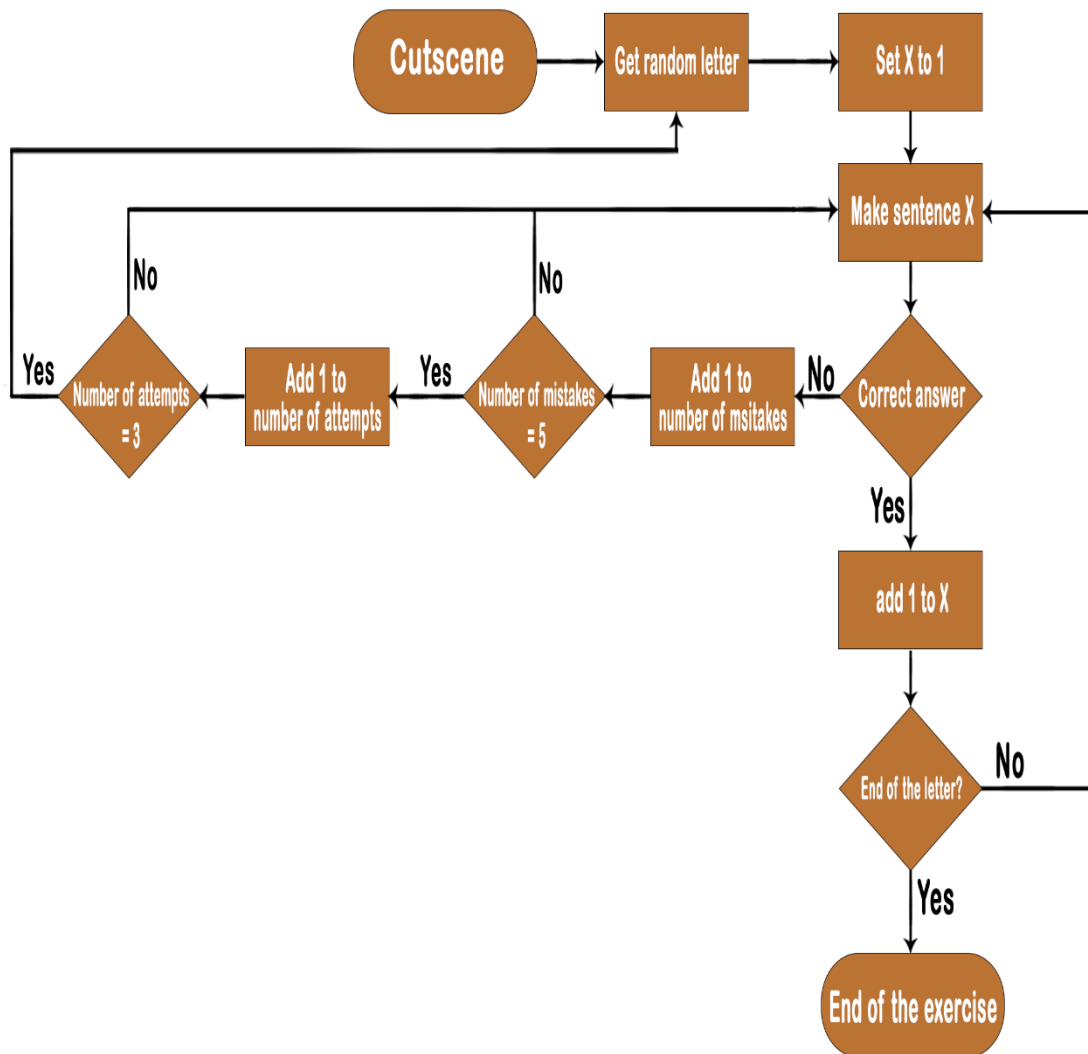 Cutscene
Get random letter
Set X to 1
Make sentence X
No
No
Yes
Number of attempts
= 3
Add 1 to
number of attempts
Yes
Number of mistakes
= 5
Add 1 to
number of msitakes
No
Correct answer
Yes
add 1 to X
End of the letter?
No
Yes
End of the exercise